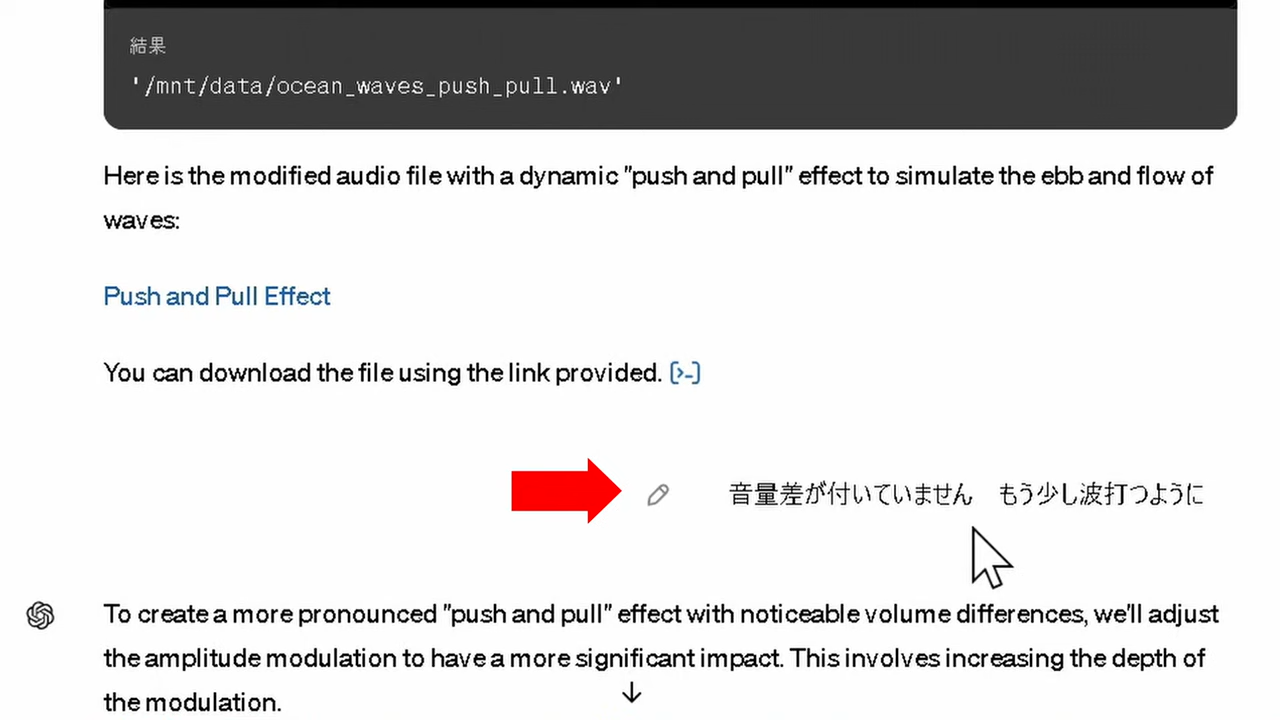 結果
'/mnt/data/ocean_waves_push_pull.wav'
Here is the modified audio file with a dynamic "push and pull" effect to simulate the ebb and flow of
waves:
Push and Pull Effect
You can download the file using the link provided. [>-]
音量差が付いていません　もう少し波打つように
To create a more pronounced "push and pull" effect with noticeable volume differences, we'll adjust
the amplitude modulation to have a more significant impact. This involves increasing the depth of
the modulation.